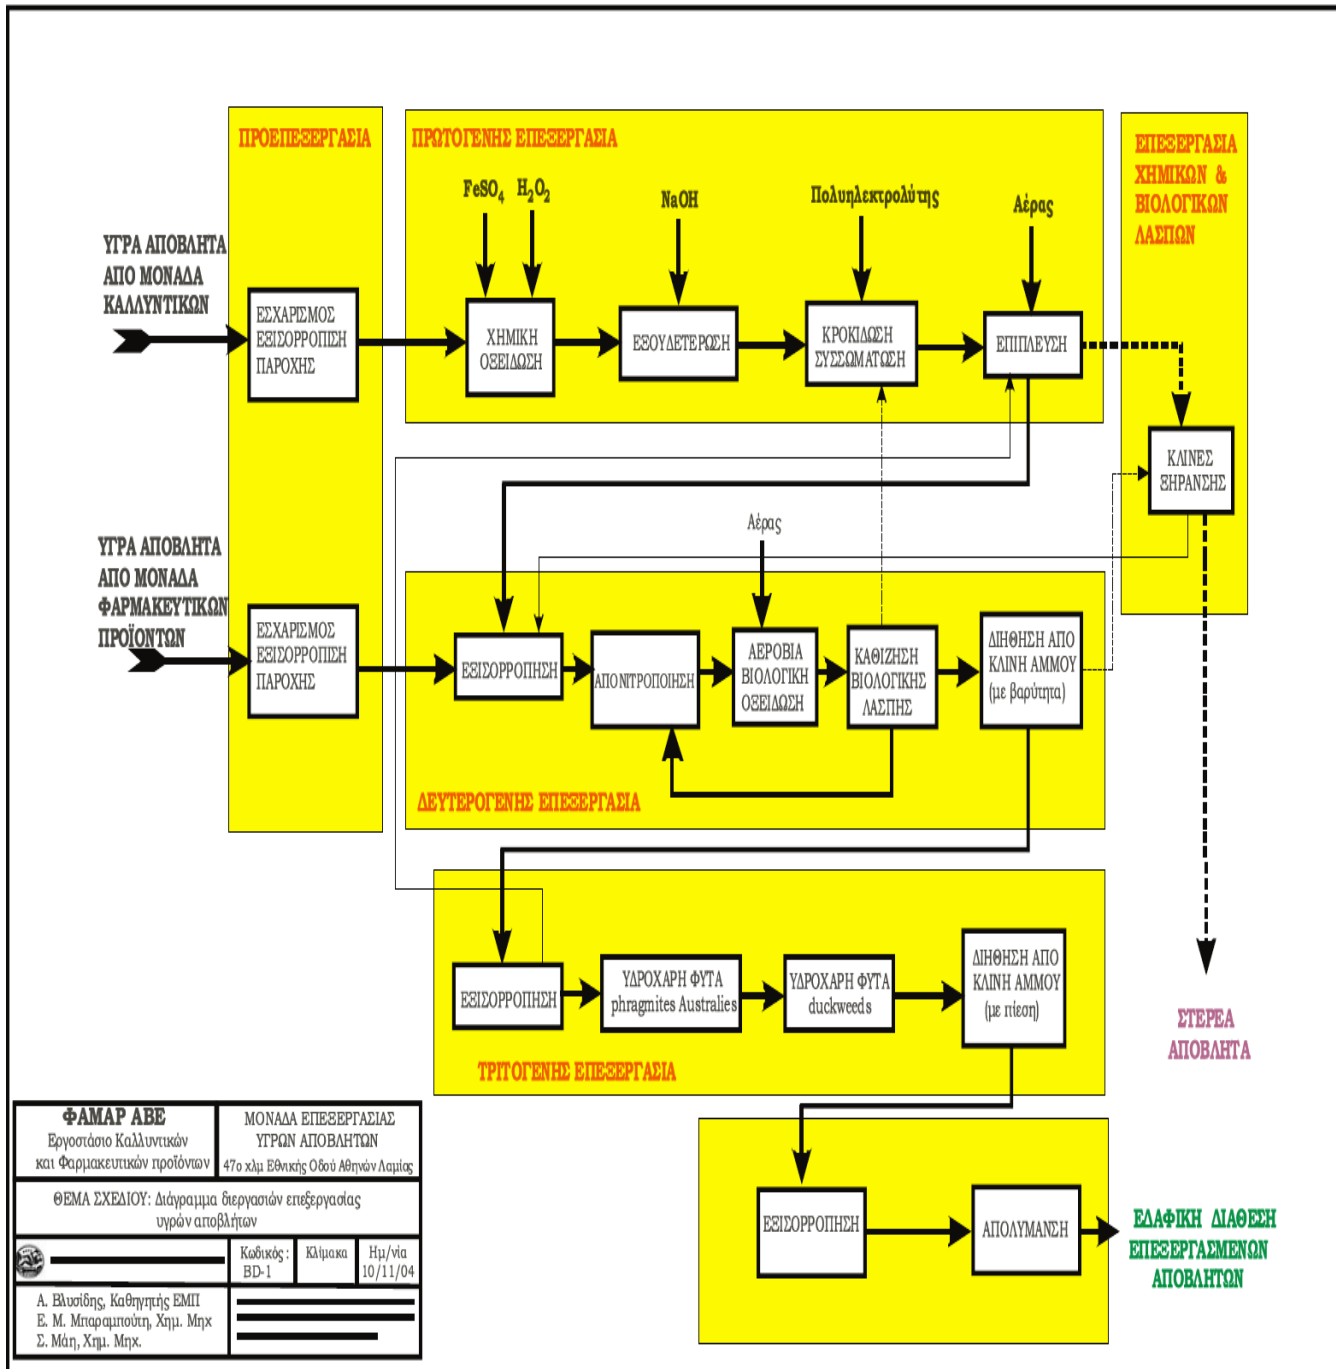 ΠΡΟΕΠΕΞΕΡΓΑΣΙΑ
ΠΡΩΤΟΓΕΝΗΣ ΕΠΕΞΕΡΓΑΣΙΑ
ΕΠΕΞΕΡΓΑΣΙΑ
ΧΗΜΙΚΩΝ &
ΒΙΟΛΟΓΙΚΩΝ
ΛΑΣΠΩΝ
FeSO4
H2O2
NaOH
Πολυηλεκτρολύτης
Αέρας
ΥΓΡΑ ΑΠΟΒΛΗΤΑ
ΑΠΟ ΜΟΝΑΔΑ
ΚΑΛΛΥΝΤΙΚΩΝ
ΕΣΧΑΡΙΣΜΟΣ
ΕΞΙΣΟΡΡΟΠΙΣΗ
ΠΑΡΟΧΗΣ
ΧΗΜΙΚΗ
ΟΞΕΙΔΩΣΗ
ΕΞΟΥΔΕΤΕΡΩΣΗ
ΚΡΟΚΙΔΩΣΗ
ΣΥΣΣΩΜΑΤΩΣΗ
ΕΠΙΠΛΕΥΣΗ
ΚΛΙΝΕΣ
ΞΗΡΑΝΣΗΣ
ΥΓΡΑ ΑΠΟΒΛΗΤΑ
ΑΠΟ ΜΟΝΑΔΑ
ΦΑΡΜΑΚΕΥΤΙΚΩΝ
ΠΡΟΪΟΝΤΩΝ
ΕΣΧΑΡΙΣΜΟΣ
ΕΞΙΣΟΡΡΟΠΙΣΗ
ΠΑΡΟΧΗΣ
Αέρας
ΕΞΙΣΟΡΡΟΠΗΣΗ
ΑΠΟΝΙΤΡΟΠΟΙΗΣΗ
ΑΕΡΟΒΙΑ
ΒΙΟΛΟΓΙΚΗ
ΟΞΕΙΔΩΣΗ
ΚΑΘΙΖΗΣΗ
ΒΙΟΛΟΓΙΚΗΣ
ΛΑΣΠΗΣ
ΔΙΗΘΗΣΗ ΑΠΟ
ΚΛΙΝΗ ΑΜΜΟΥ
(με βαρύτητα)
ΔΕΥΤΕΡΟΓΕΝΗΣ ΕΠΕΞΕΡΓΑΣΙΑ
ΕΞΙΣΟΡΡΟΠΗΣΗ
ΥΔΡΟΧΑΡΗ ΦΥΤΑ
phragmites Australies
ΥΔΡΟΧΑΡΗ ΦΥΤΑ
duckweeds
ΔΙΗΘΗΣΗ ΑΠΟ
ΚΛΙΝΗ ΑΜΜΟΥ
(με πίεση)
ΤΡΙΤΟΓΕΝΗΣ ΕΠΕΞΕΡΓΑΣΙΑ
ΣΤΕΡΕΑ
ΑΠΟΒΛΗΤΑ
ΕΞΙΣΟΡΡΟΠΗΣΗ
ΑΠΟΛΥΜΑΝΣΗ
ΕΔΑΦΙΚΗ ΔΙΑΘΕΣΗ
ΕΠΕΞΕΡΓΑΣΜΕΝΩΝ
ΑΠΟΒΛΗΤΩΝ
ΦΑΜΑΡ ΑΒΕ
Εργοστάσιο Καλλυντικών
και Φαρμακευτικών προϊόντων
ΜΟΝΑΔΑ ΕΠΕΞΕΡΓΑΣΙΑΣ
ΥΓΡΩΝ ΑΠΟΒΛΗΤΩΝ
47ο χλμ Εθνικής Οδού Αθηνών Λαμίας
ΘΕΜΑ ΣΧΕΔΙΟΥ: Διάγραμμα διεργασιών επεξεργασίας
υγρών αποβλήτων
Κωδικός :
BD-1
Κλίμακα
Ημ/νία
10/11/04
Α. Βλυσίδης, Καθηγητής ΕΜΠ
Ε. Μ. Μπαραμπούτη, Χημ. Μηχ
Σ. Μάη, Χημ. Μηχ.